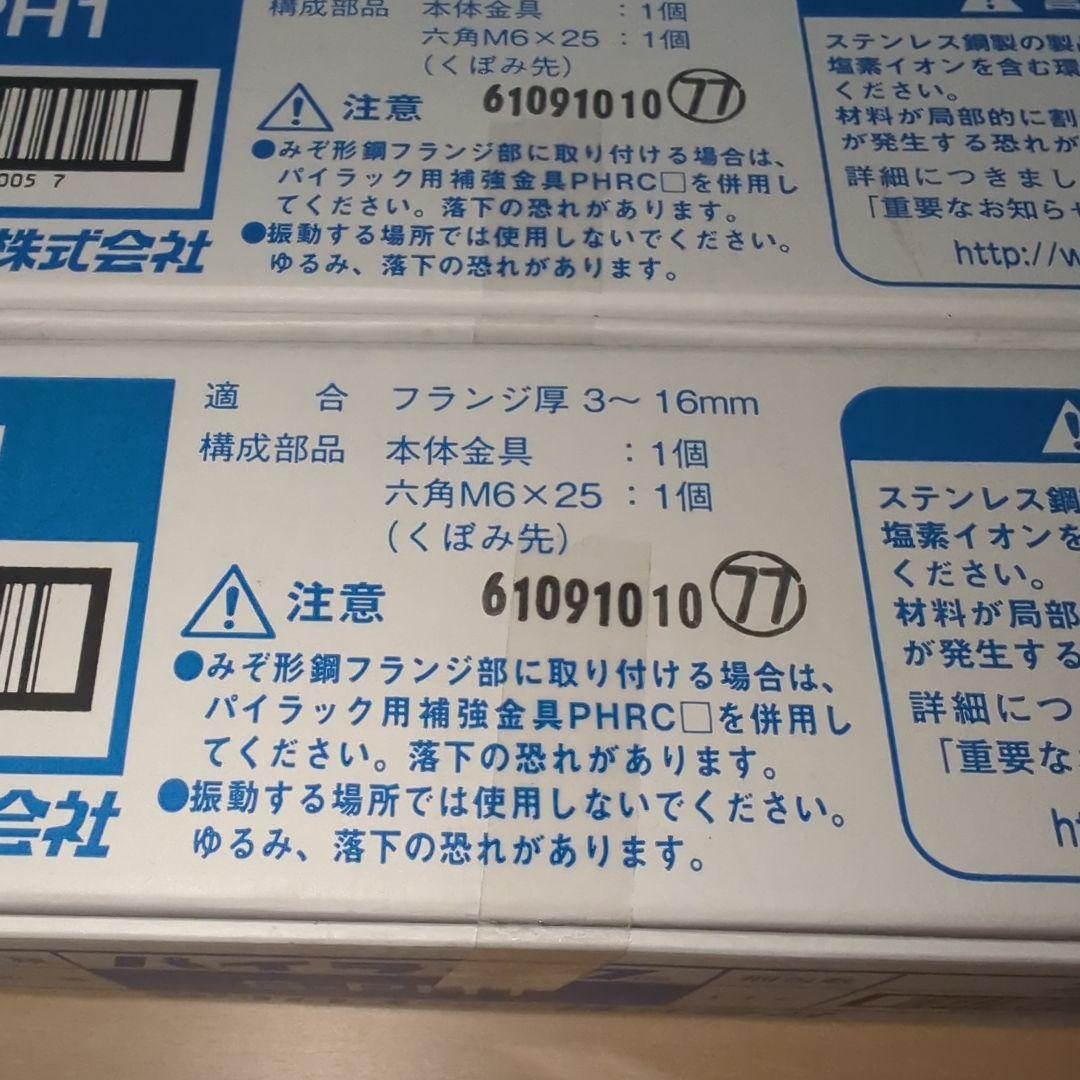 PH1
構成部品 本体金具 : 1個
六角M6×25 : 1個
(くぼみ先)
注意 61091010 77
●みぞ形鋼フランジ部に取り付ける場合は、
パイラック用補強金具PHRC□を併用し
てください。落下の恐れがあります。
●振動する場所では使用しないでください。
ゆるみ、落下の恐れがあります。
005 7
株式会社
ステンレス鋼製の製
塩素イオンを含む環
ください。
材料が局部的に割
が発生する恐れが
詳細につきまし
「重要なお知らせ
http://w
適 合 フランジ厚 3〜16mm
構成部品 本体金具 : 1個
六角M6×25 : 1個
(くぼみ先)
注意 61091010 77
●みぞ形鋼フランジ部に取り付ける場合は、
パイラック用補強金具PHRC□を併用し
てください。落下の恐れがあります。
●振動する場所では使用しないでください。
ゆるみ、落下の恐れがあります。
会社
ステンレス鋼
塩素イオンを
ください。
材料が局部
が発生する
詳細につ
「重要な
ht